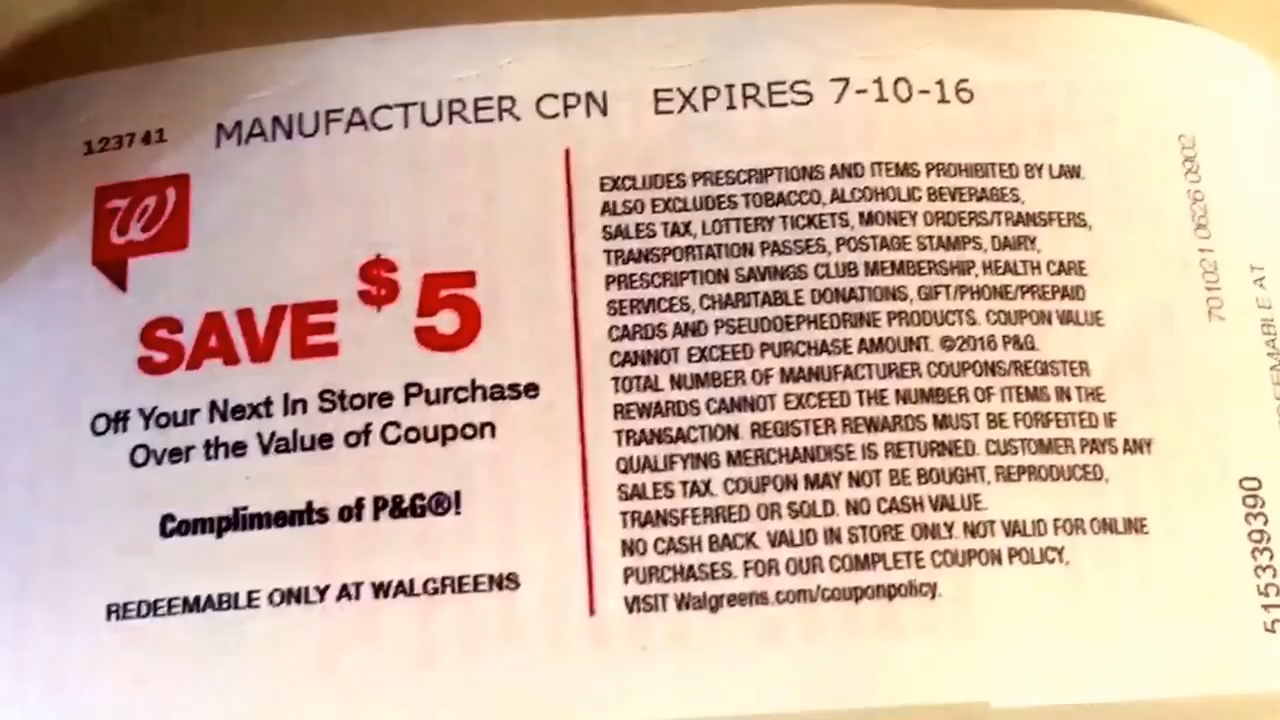 123741 MANUFACTURER CPN EXPIRES 7-10-16
W
SAVE $5
Off Your Next In Store Purchase
Over the Value of Coupon
Compliments of P&G®!
REDEEMABLE ONLY AT WALGREENS
EXCLUDES PRESCRIPTIONS AND ITEMS PROHIBITED BY LAW.
ALSO EXCLUDES TOBACCO, ALCOHOLIC BEVERAGES,
SALES TAX, LOTTERY TICKETS, MONEY ORDERS/TRANSFERS,
TRANSPORTATION PASSES, POSTAGE STAMPS, DAIRY,
PRESCRIPTION SAVINGS CLUB MEMBERSHIP, HEALTH CARE
SERVICES, CHARITABLE DONATIONS, GIFT/PHONE/PREPAID
CARDS AND PSEUDOEPHEDRINE PRODUCTS. COUPON VALUE
CANNOT EXCEED PURCHASE AMOUNT. ©2016 P&G.
TOTAL NUMBER OF MANUFACTURER COUPONS/REGISTER
REWARDS CANNOT EXCEED THE NUMBER OF ITEMS IN THE
TRANSACTION. REGISTER REWARDS MUST BE FORFEITED IF
QUALIFYING MERCHANDISE IS RETURNED. CUSTOMER PAYS ANY
SALES TAX. COUPON MAY NOT BE BOUGHT, REPRODUCED,
TRANSFERRED OR SOLD. NO CASH VALUE.
NO CASH BACK. VALID IN STORE ONLY. NOT VALID FOR ONLINE
PURCHASES. FOR OUR COMPLETE COUPON POLICY,
VISIT Walgreens.com/couponpolicy.
701021 0626 0902
EMABLE AT
515339390